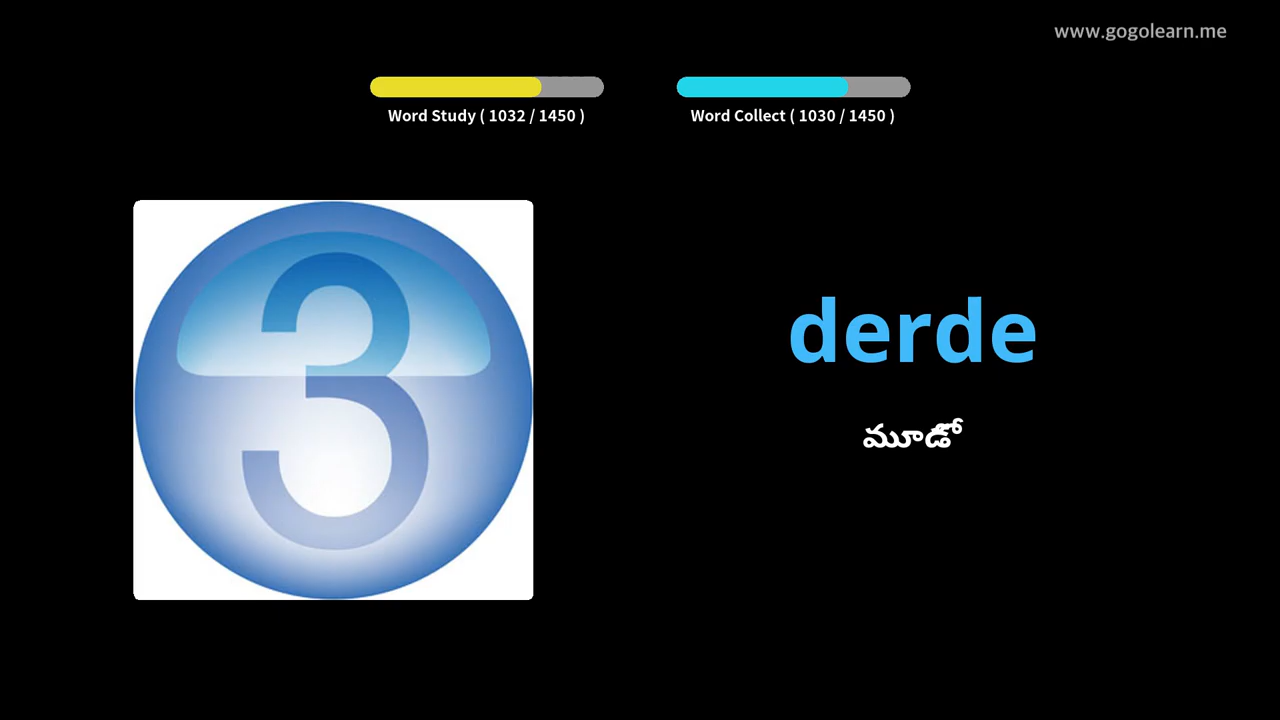 www.gogolearn.me
Word Study ( 1032 / 1450 )
Word Collect ( 1030 / 1450 )
3
derde
మూడో